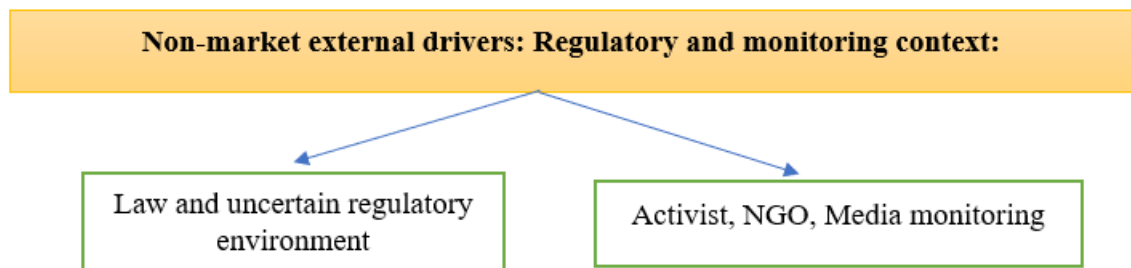 Non-market external drivers: Regulatory and monitoring context:
Law and uncertain regulatory
environment
Activist, NGO, Media monitoring